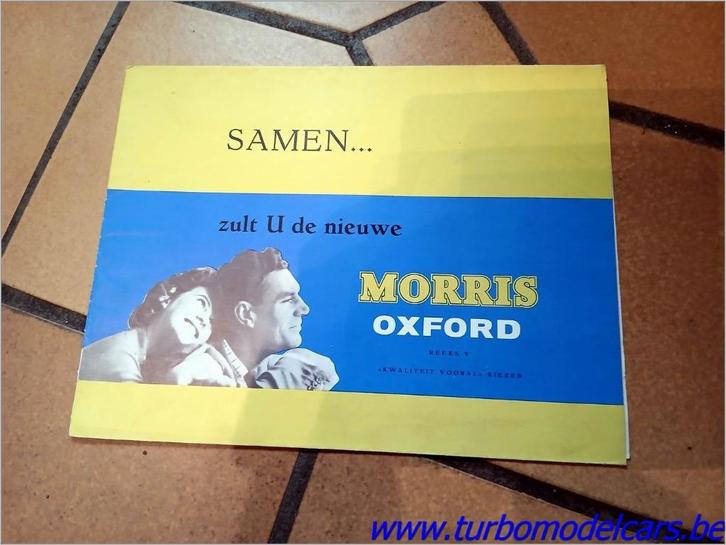 SAMEN...
zult U de nieuwe
MORRIS
OXFORD
REEKS V
«KWALITEIT VOORAL» KIEZEN
www.turbomodelcars.be